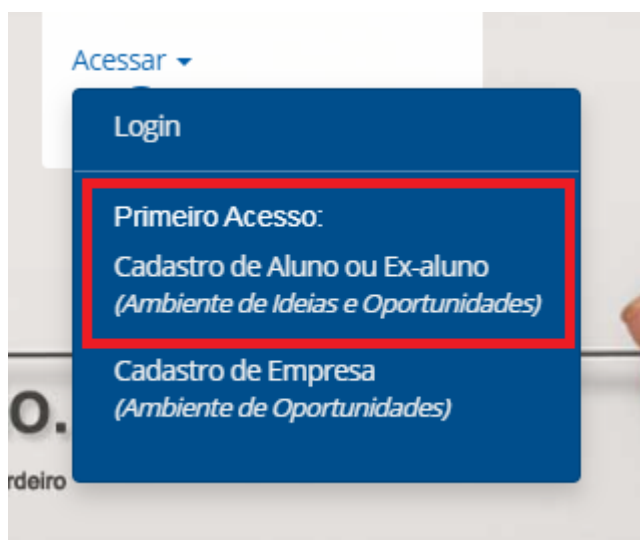 Acessar
Login
Primeiro Acesso:
Cadastro de Aluno ou Ex-aluno
(Ambiente de Ideias e Oportunidades)
Cadastro de Empresa
(Ambiente de Oportunidades)
o.
rdeiro